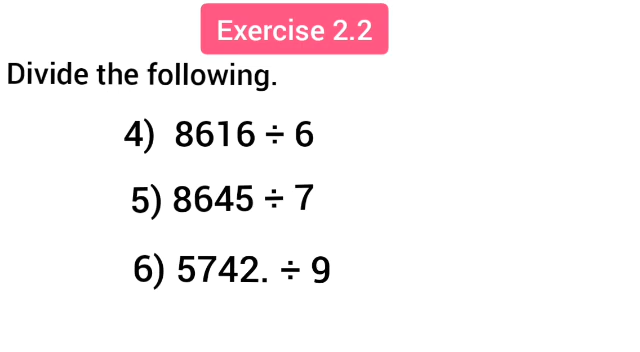 Exercise 2.2
Divide the following.
4) 8616 ÷ 6
5) 8645 ÷ 7
6) 5742. ÷ 9